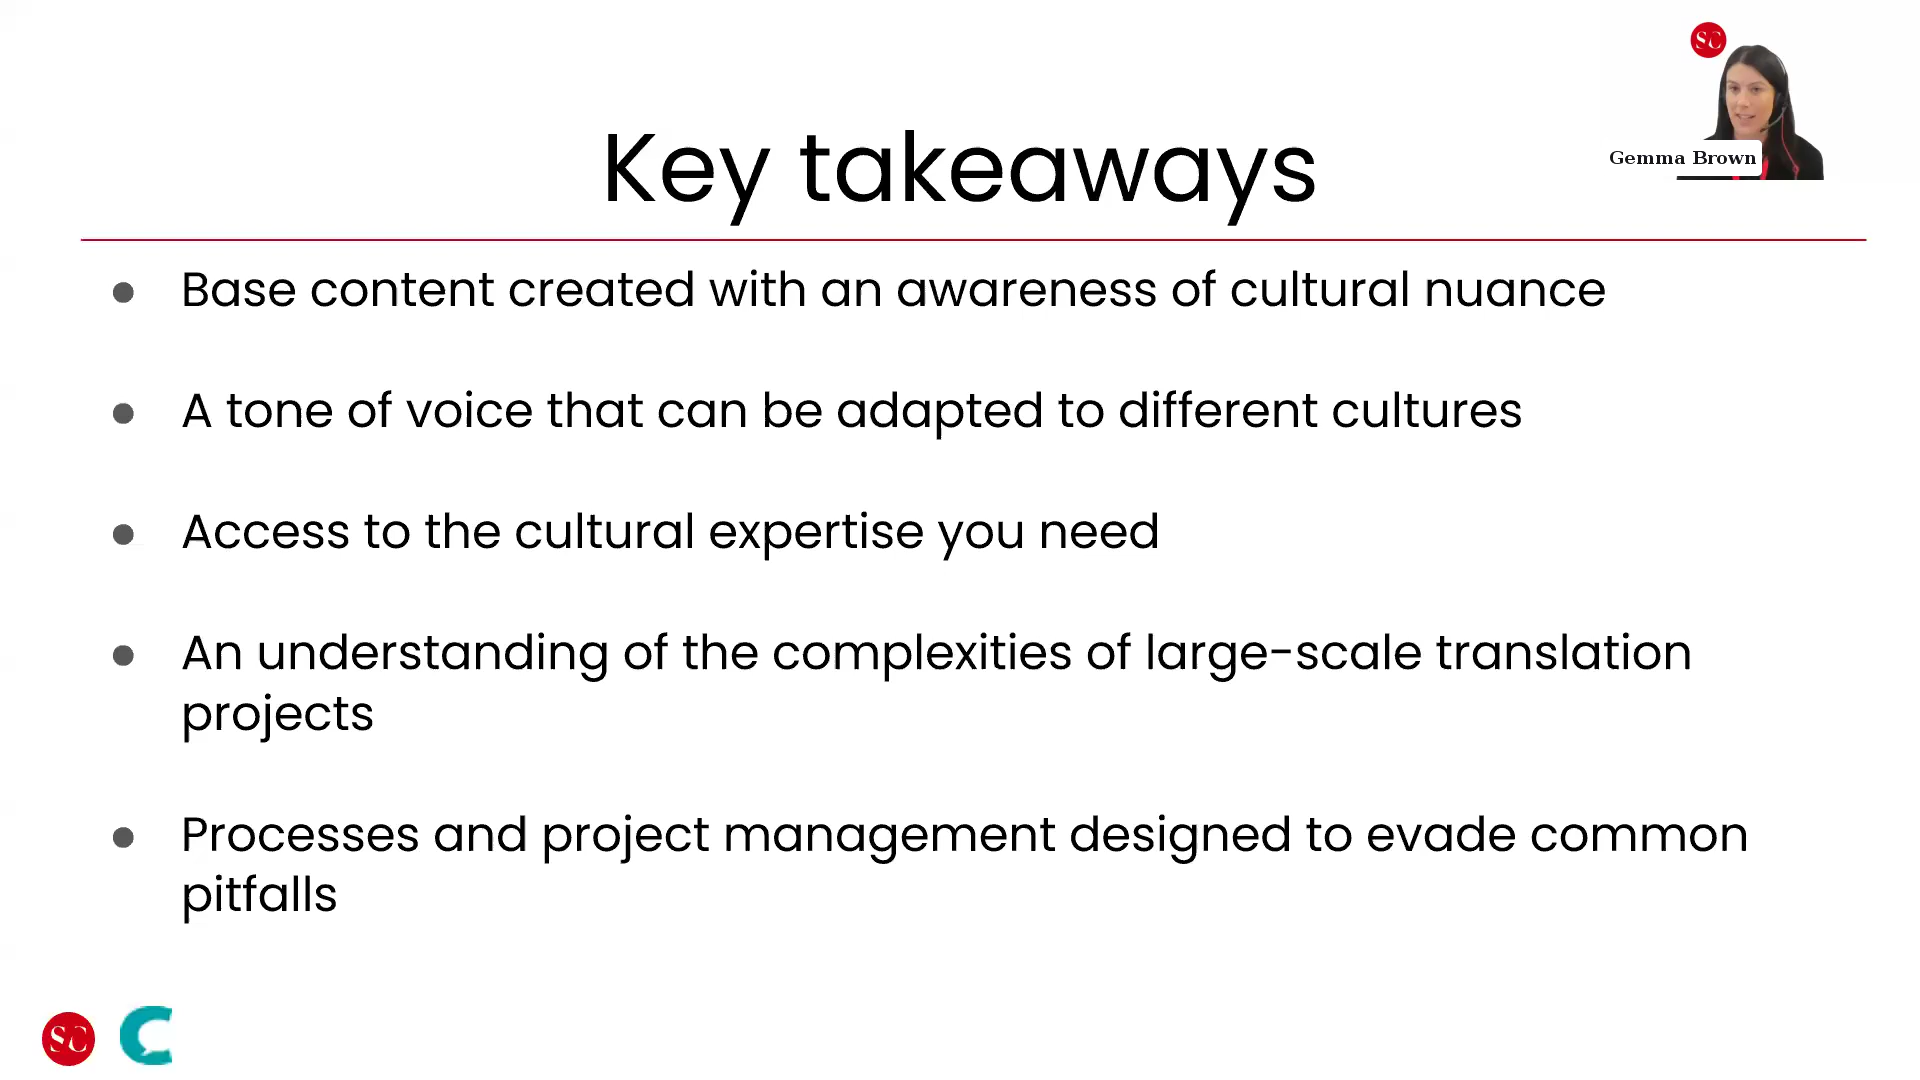 SC
Gemma Brown
Key takeaways
● Base content created with an awareness of cultural nuance
● A tone of voice that can be adapted to different cultures
● Access to the cultural expertise you need
● An understanding of the complexities of large-scale translation
projects
● Processes and project management designed to evade common
pitfalls
SC